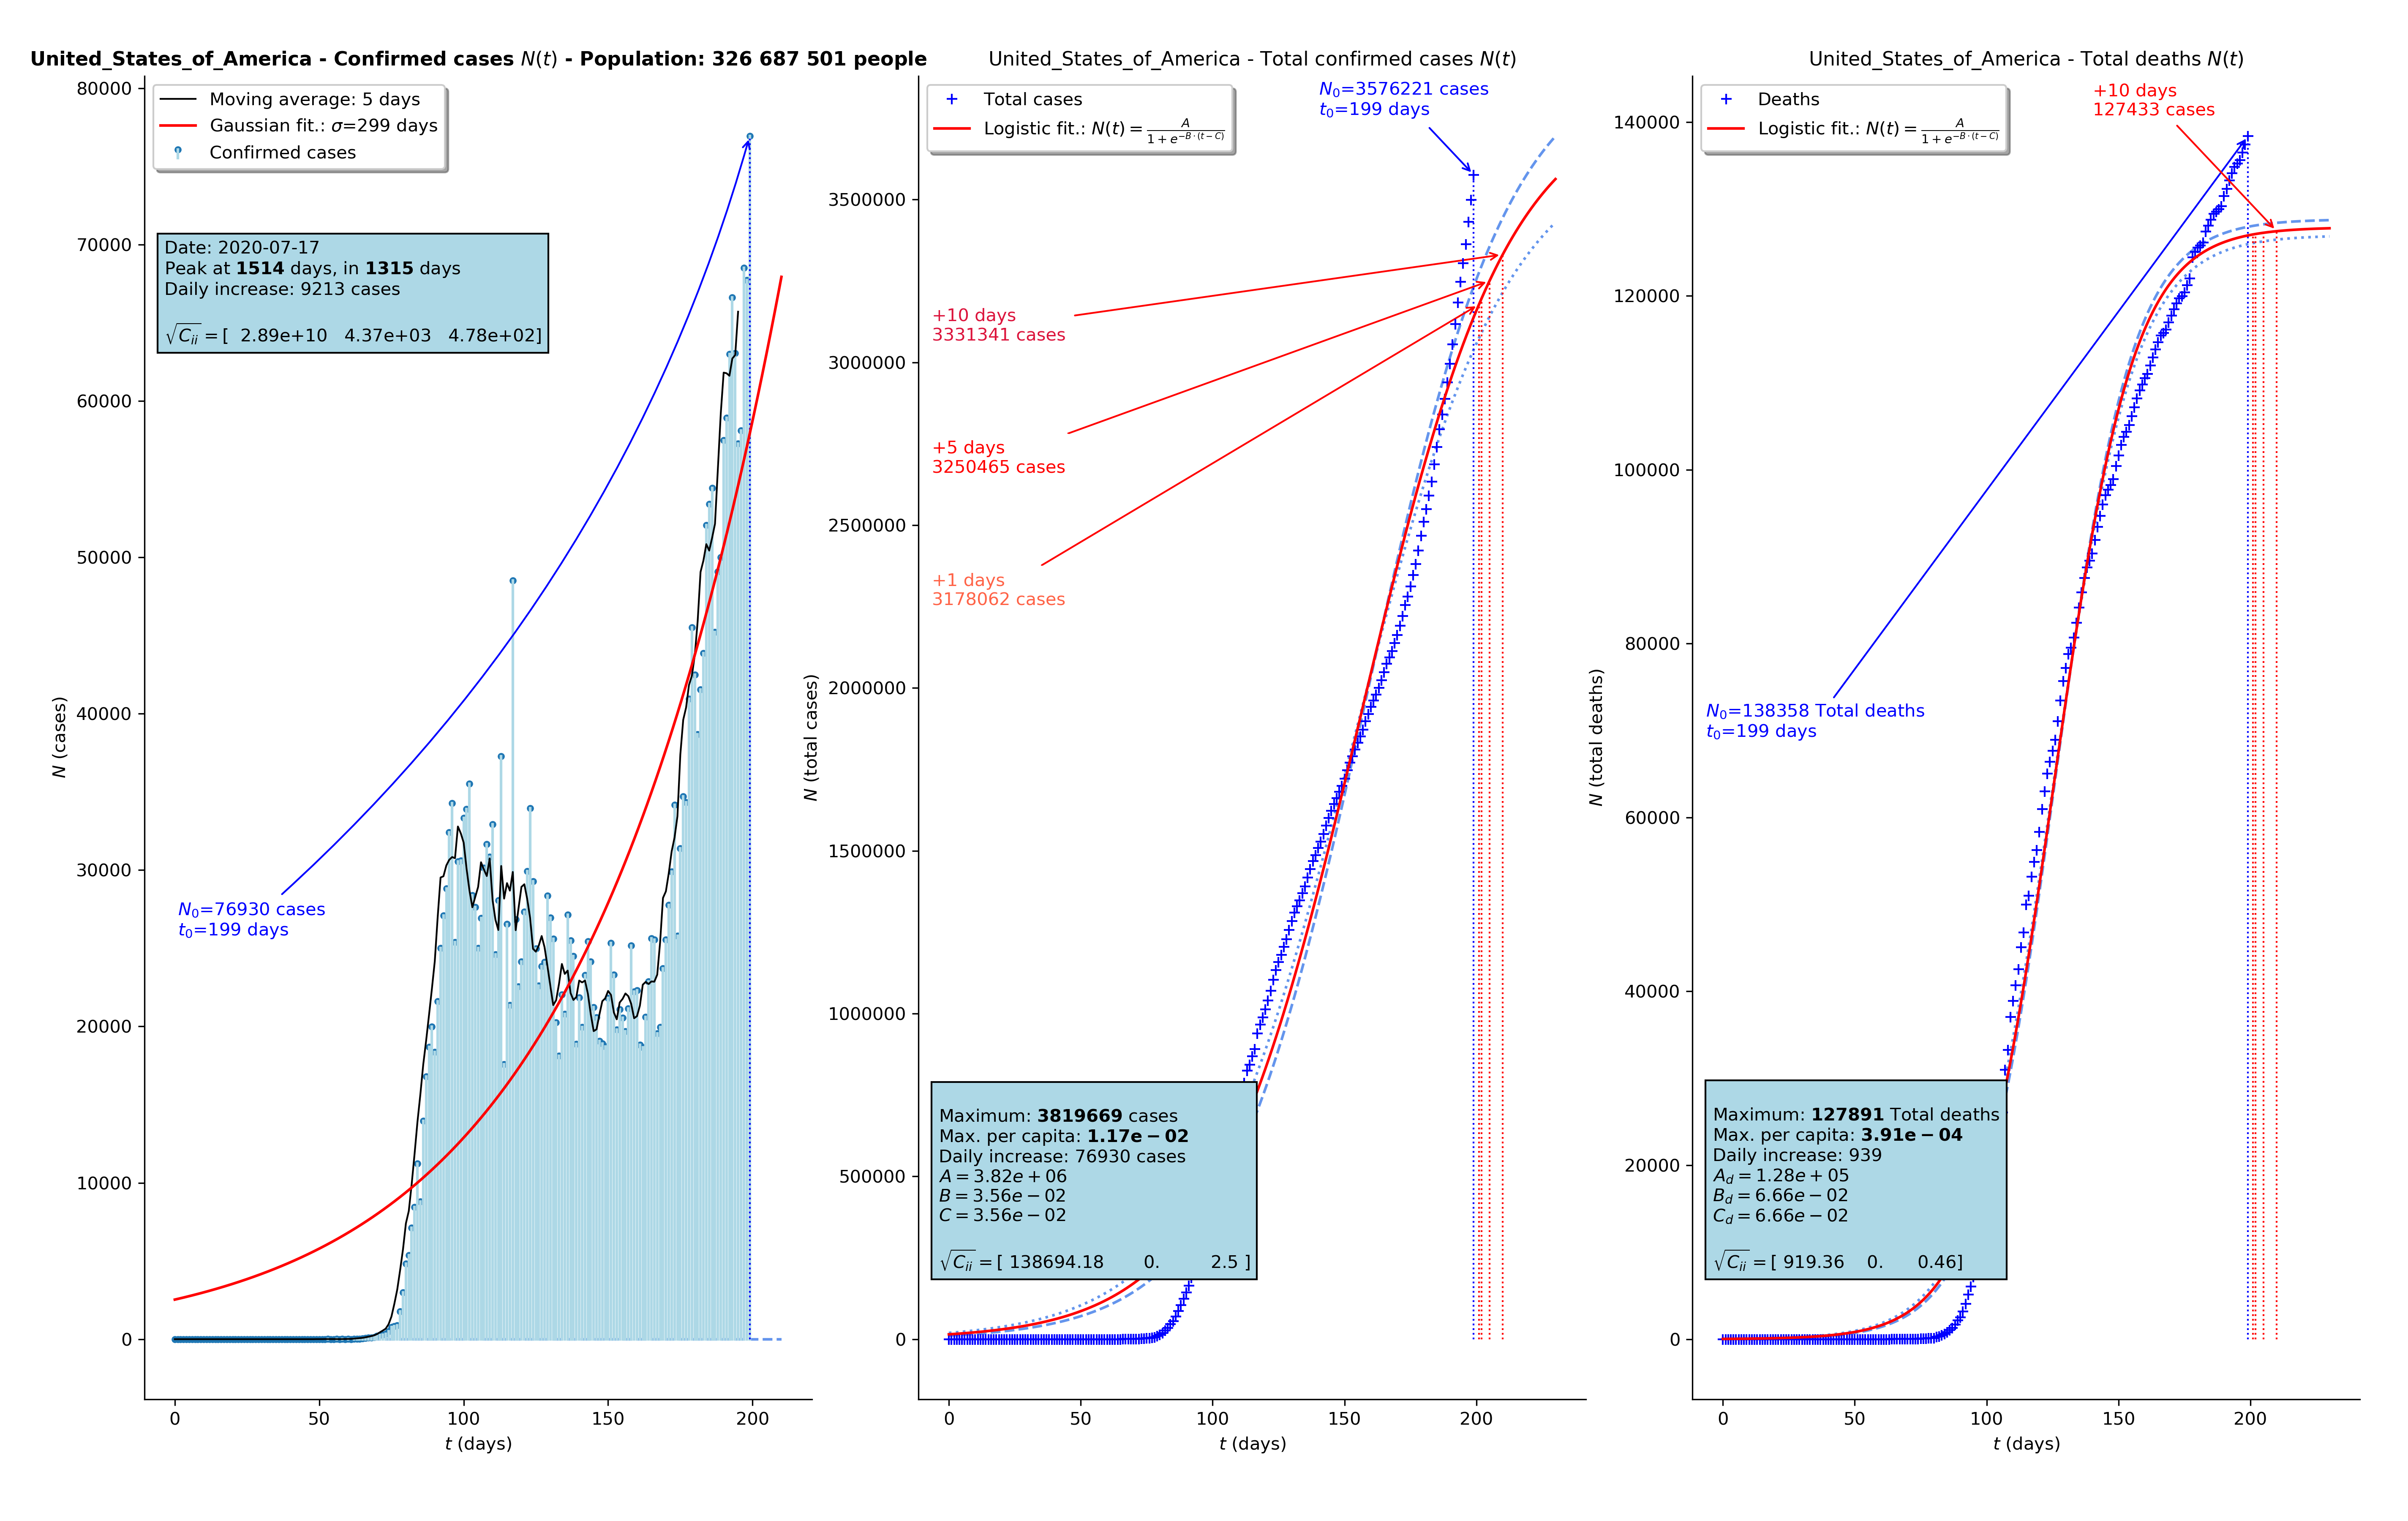 United_States_of_America - Confirmed cases N(t) - Population: 326 687 501 people
Moving average: 5 days
Gaussian fit.: σ=299 days
Confirmed cases
Date: 2020-07-17
Peak at 1514 days, in 1315 days
Daily increase: 9213 cases
√C_ii = [ 2.89e+10 4.37e+03 4.78e+02]
N₀=76930 cases
t₀=199 days
80000
70000
60000
50000
40000
30000
20000
10000
0
N (cases)
0 50 100 150 200
t (days)
United_States_of_America - Total confirmed cases N(t)
Total cases
Logistic fit.: N(t) = A / (1 + e^(−B·(t−C)))
N₀=3576221 cases
t₀=199 days
+10 days
3331341 cases
+5 days
3250465 cases
+1 days
3178062 cases
Maximum: 3819669 cases
Max. per capita: 1.17e − 02
Daily increase: 76930 cases
A = 3.82e + 06
B = 3.56e − 02
C = 3.56e − 02
√C_ii = [ 138694.18 0. 2.5 ]
3500000
3000000
2500000
2000000
1500000
1000000
500000
0
N (total cases)
0 50 100 150 200
t (days)
United_States_of_America - Total deaths N(t)
Deaths
Logistic fit.: N(t) = A / (1 + e^(−B·(t−C)))
+10 days
127433 cases
N₀=138358 Total deaths
t₀=199 days
Maximum: 127891 Total deaths
Max. per capita: 3.91e − 04
Daily increase: 939
A_d = 1.28e + 05
B_d = 6.66e − 02
C_d = 6.66e − 02
√C_ii = [ 919.36 0. 0.46]
140000
120000
100000
80000
60000
40000
20000
0
N (total deaths)
0 50 100 150 200
t (days)